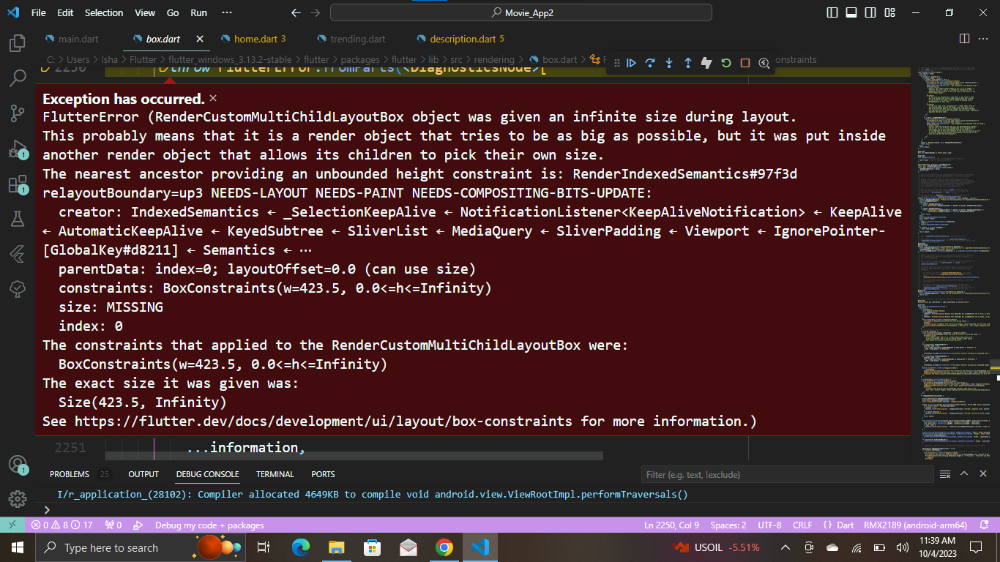 File Edit Selection View Go Run ··· Movie_App2
main.dart box.dart home.dart 3 trending.dart description.dart 5
C: > Users > Isha > Flutter > flutter_windows_3.13.2-stable > flutter > packages > flutter > lib > src > rendering > box.dart > onstraints
2250 throw FlutterError.fromParts(<DiagnosticsNode>[
Exception has occurred.
FlutterError (RenderCustomMultiChildLayoutBox object was given an infinite size during layout.
This probably means that it is a render object that tries to be as big as possible, but it was put inside
another render object that allows its children to pick their own size.
The nearest ancestor providing an unbounded height constraint is: RenderIndexedSemantics#97f3d
relayoutBoundary=up3 NEEDS-LAYOUT NEEDS-PAINT NEEDS-COMPOSITING-BITS-UPDATE:
creator: IndexedSemantics ← _SelectionKeepAlive ← NotificationListener<KeepAliveNotification> ← KeepAlive
← AutomaticKeepAlive ← KeyedSubtree ← SliverList ← MediaQuery ← SliverPadding ← Viewport ← IgnorePointer-
[GlobalKey#d8211] ← Semantics ← ⋯
parentData: index=0; layoutOffset=0.0 (can use size)
constraints: BoxConstraints(w=423.5, 0.0<=h<=Infinity)
size: MISSING
index: 0
The constraints that applied to the RenderCustomMultiChildLayoutBox were:
BoxConstraints(w=423.5, 0.0<=h<=Infinity)
The exact size it was given was:
Size(423.5, Infinity)
See https://flutter.dev/docs/development/ui/layout/box-constraints for more information.)
2251 ...information,
1
1
PROBLEMS 25 OUTPUT DEBUG CONSOLE TERMINAL PORTS Filter (e.g. text, !exclude)
I/r_application_(28102): Compiler allocated 4649KB to compile void android.view.ViewRootImpl.performTraversals()
1
0 8 17 0 Debug my code + packages Ln 2250, Col 9 Spaces: 2 UTF-8 CRLF {} Dart RMX2189 (android-arm64)
Type here to search USOIL -5.51% 11:39 AM
10/4/2023